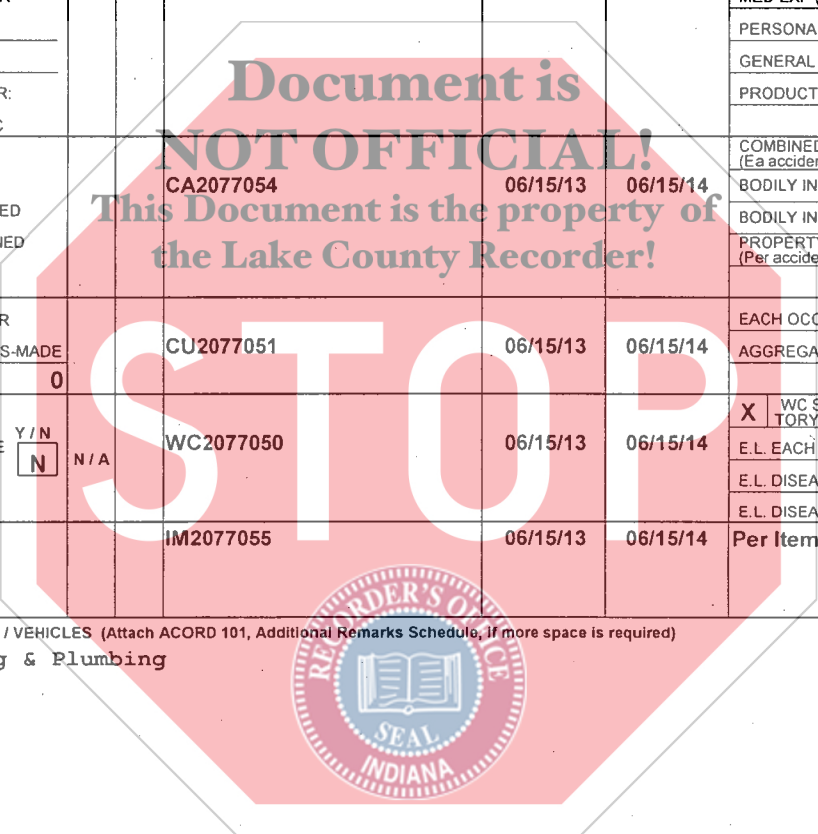 PERSONA
GENERAL
R:
PRODUCT
C
Document is
NOT OFFICIAL!
This Document is the property of
the Lake County Recorder!
COMBINED
(Ea accider
CA2077054 06/15/13 06/15/14 BODILY IN
ED BODILY IN
NED PROPERTY
(Per accide
R EACH OCC
S-MADE CU2077051 06/15/13 06/15/14 AGGREGA
0
X WC S
TORY
Y / N
E N N / A WC2077050 06/15/13 06/15/14 E.L. EACH
E.L. DISEA
E.L. DISEA
IM2077055 06/15/13 06/15/14 Per Item
STOP
/ VEHICLES (Attach ACORD 101, Additional Remarks Schedule, if more space is required)
g & Plumbing
RECORDER'S OFFICE
SEAL
INDIANA